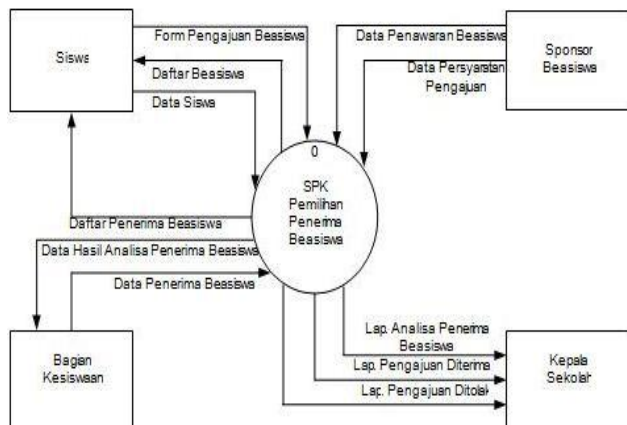 Siswa
Form Pengajuan Beasiswa
Daftar Beasiswa
Data Siswa
Data Penawaran Beasiswa
Data Persyaratan
Pengajuan
Sponsor
Beasiswa
0
SPK
Pemilihan
Penerima
Beasiswa
Daftar Penerima Beasiswa
Data Hasil Analisa Penerima Beasiswa
Data Penerima Beasiswa
Bagian
Kesiswaan
Lap. Analisa Penerima
Beasiswa
Lap. Pengajuan Diterima
Lap. Pengajuan Ditolak
Kepala
Sekolah